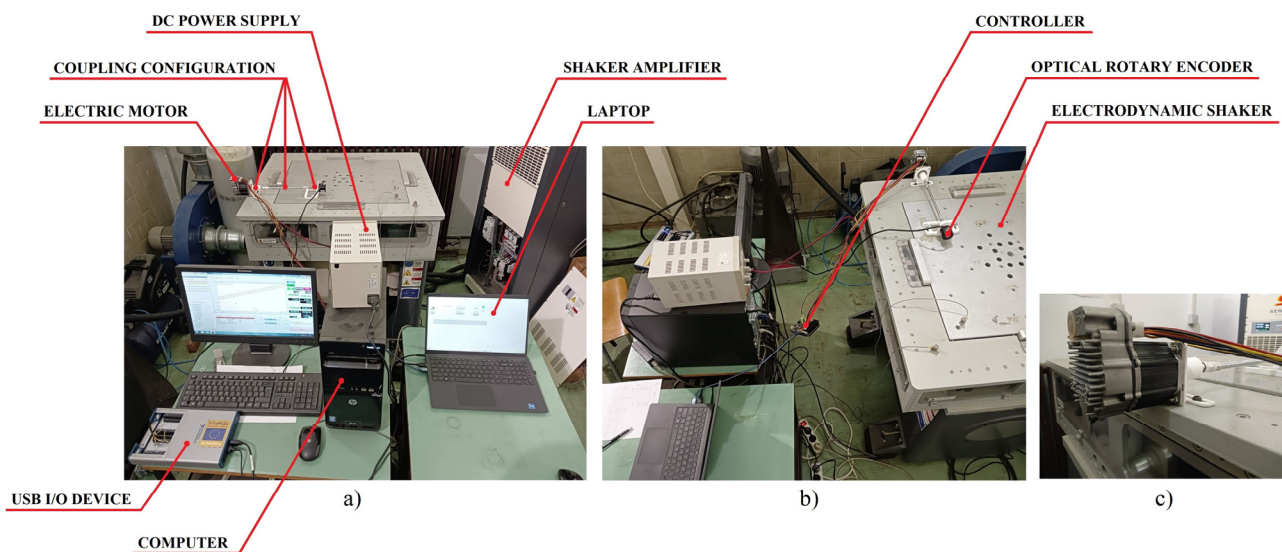 DC POWER SUPPLY
COUPLING CONFIGURATION
ELECTRIC MOTOR
SHAKER AMPLIFIER
LAPTOP
CONTROLLER
OPTICAL ROTARY ENCODER
ELECTRODYNAMIC SHAKER
USB I/O DEVICE
COMPUTER
a)
b)
c)